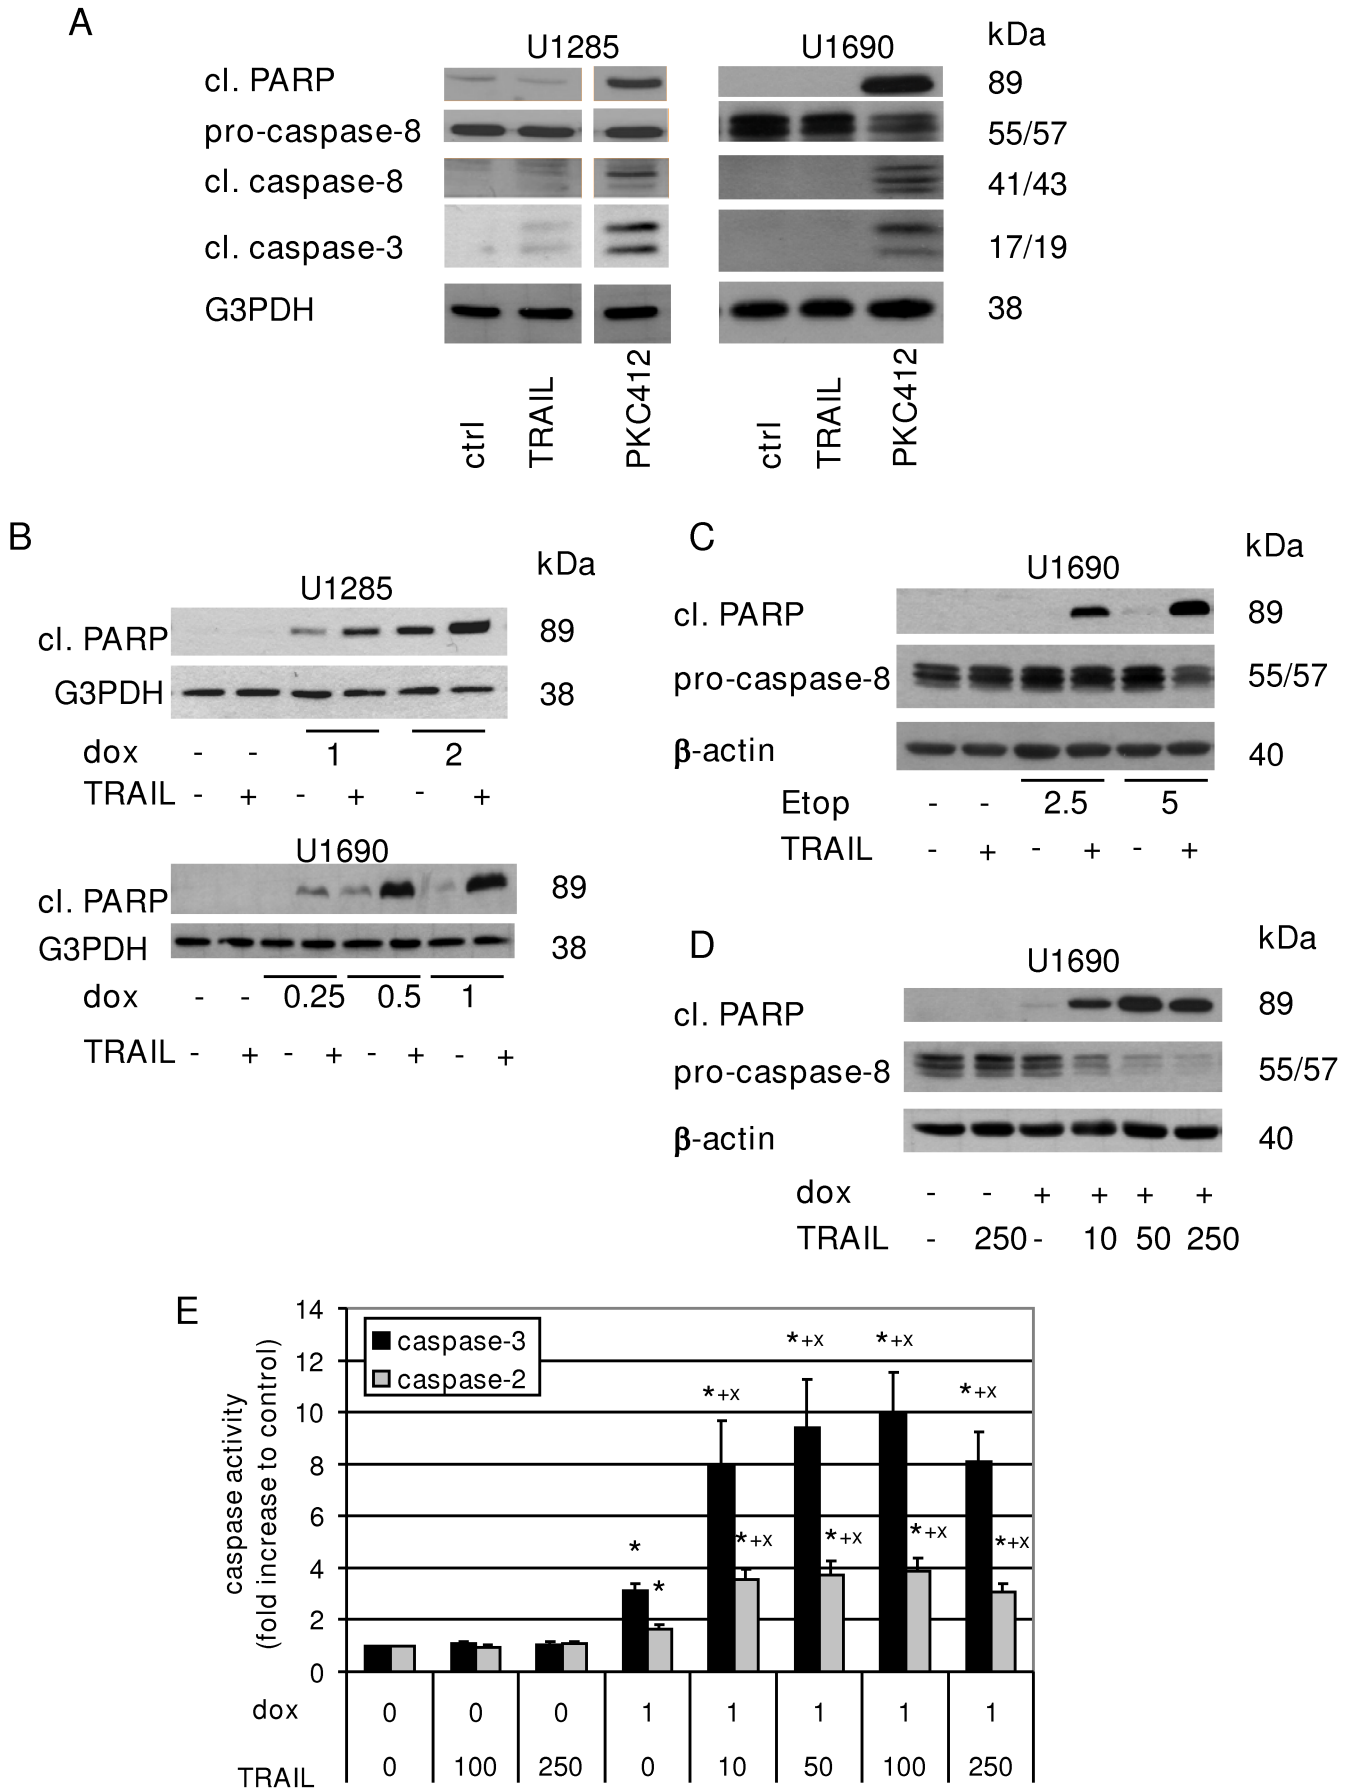 A
U1285 U1690 kDa
cl. PARP 89
pro-caspase-8 55/57
cl. caspase-8 41/43
cl. caspase-3 17/19
G3PDH 38
ctrl TRAIL PKC412 ctrl TRAIL PKC412
B
kDa
U1285
cl. PARP 89
G3PDH 38
dox - - 1 2
TRAIL - + - + - +
U1690
cl. PARP 89
G3PDH 38
dox - - 0.25 0.5 1
TRAIL - + - + - + - +
C
kDa
U1690
cl. PARP 89
pro-caspase-8 55/57
β-actin 40
Etop - - 2.5 5
TRAIL - + - + - +
D
kDa
U1690
cl. PARP 89
pro-caspase-8 55/57
β-actin 40
dox - - + + + +
TRAIL - 250 - 10 50 250
E
caspase activity
(fold increase to control)
14
12
10
8
6
4
2
0
caspase-3
caspase-2
* *
*+x *+x
*+x *+x
*+x *+x
*+x *+x
dox 0 0 0 1 1 1 1 1
TRAIL 0 100 250 0 10 50 100 250